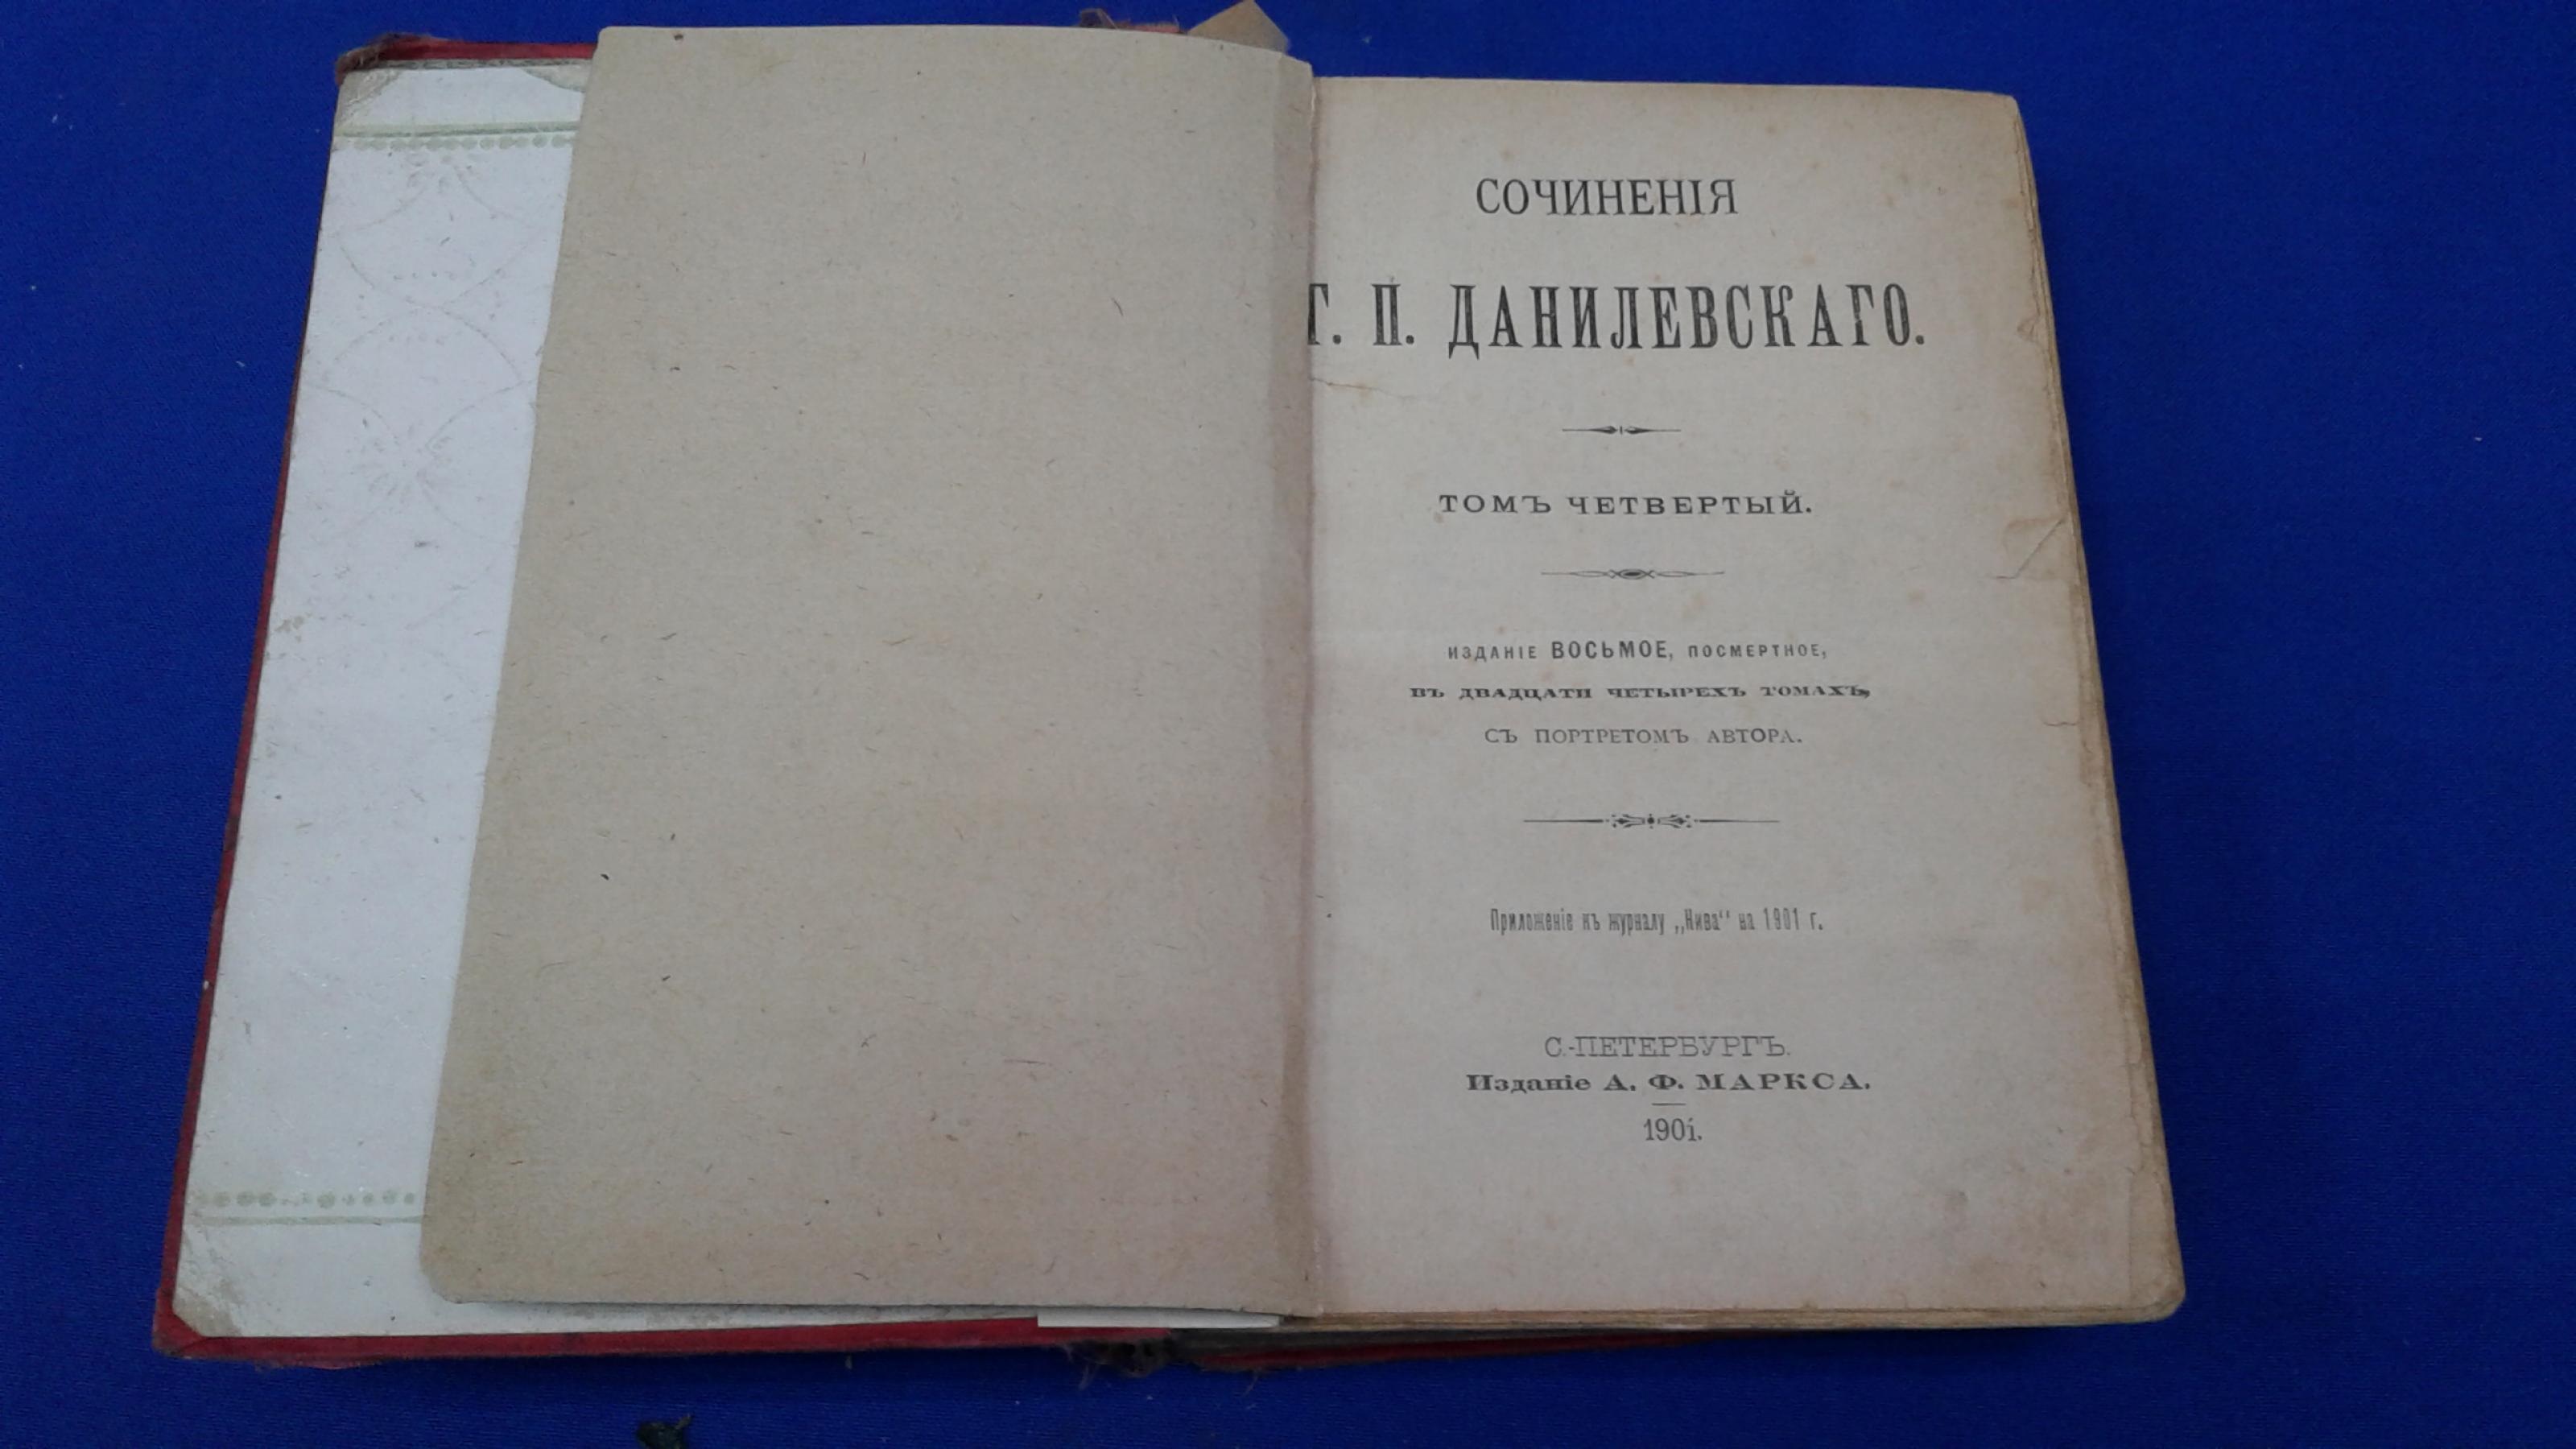 СОЧИНЕНІЯ
Г. П. ДАНИЛЕВСКАГО.
ТОМЪ ЧЕТВЕРТЫЙ.
ИЗДАНІЕ ВОСЬМОЕ, ПОСМЕРТНОЕ,
ВЪ ДВАДЦАТИ ЧЕТЫРЕХЪ ТОМАХЪ,
СЪ ПОРТРЕТОМЪ АВТОРА.
Приложеніе къ журналу „Нива“ на 1901 г.
С.-ПЕТЕРБУРГЪ.
Изданіе А. Ф. МАРКСА.
1901.